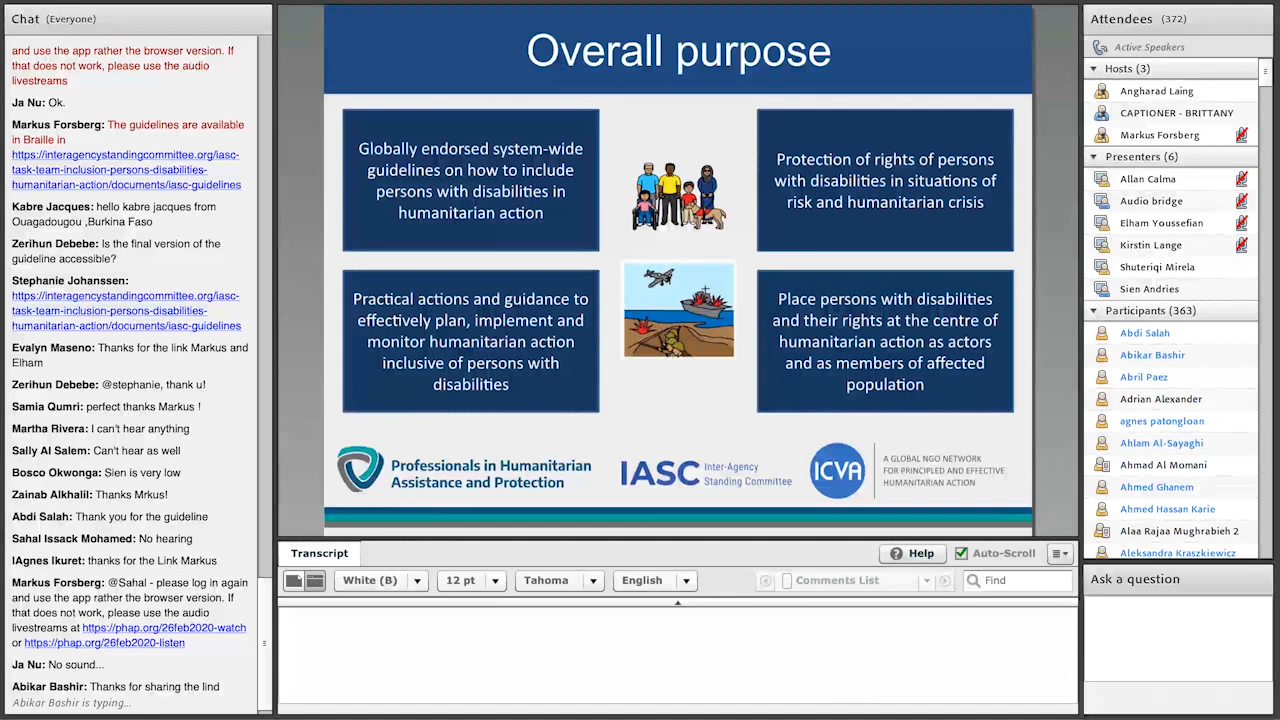 Chat (Everyone)
and use the app rather the browser version. If
that does not work, please use the audio
livestreams
Ja Nu: Ok.
Markus Forsberg: The guidelines are available
in Braille in
https://interagencystandingcommittee.org/iasc-
task-team-inclusion-persons-disabilities-
humanitarian-action/documents/iasc-guidelines
Kabre Jacques: hello kabre jacques from
Ouagadougou ,Burkina Faso
Zerihun Debebe: Is the final version of the
guideline accessible?
Stephanie Johanssen:
https://interagencystandingcommittee.org/iasc-
task-team-inclusion-persons-disabilities-
humanitarian-action/documents/iasc-guidelines
Evalyn Maseno: Thanks for the link Markus and
Elham
Zerihun Debebe: @stephanie, thank u!
Samia Qumri: perfect thanks Markus !
Martha Rivera: I can't hear anything
Sally Al Salem: Can't hear as well
Bosco Okwonga: Sien is very low
Zainab Alkhalil: Thanks Mrkus!
Abdi Salah: Thank you for the guideline
Sahal Issack Mohamed: No hearing
IAgnes Ikuret: thanks for the Link Markus
Markus Forsberg: @Sahal - please log in again
and use the app rather the browser version. If
that does not work, please use the audio
livestreams at https://phap.org/26feb2020-watch
or https://phap.org/26feb2020-listen
Ja Nu: No sound...
Abikar Bashir: Thanks for sharing the lind
Abikar Bashir is typing...
Overall purpose
Globally endorsed system-wide
guidelines on how to include
persons with disabilities in
humanitarian action
Protection of rights of persons
with disabilities in situations of
risk and humanitarian crisis
Practical actions and guidance to
effectively plan, implement and
monitor humanitarian action
inclusive of persons with
disabilities
Place persons with disabilities
and their rights at the centre of
humanitarian action as actors
and as members of affected
population
Professionals in Humanitarian
Assistance and Protection
IASC Inter-Agency
Standing Committee
ICVA
A GLOBAL NGO NETWORK
FOR PRINCIPLED AND EFFECTIVE
HUMANITARIAN ACTION
Transcript
Help
Auto-Scroll
White (B)
12 pt
Tahoma
English
Comments List
Find
Attendees (372)
Active Speakers
Hosts (3)
Angharad Laing
CAPTIONER - BRITTANY
Markus Forsberg
Presenters (6)
Allan Calma
Audio bridge
Elham Youssefian
Kirstin Lange
Shuteriqi Mirela
Sien Andries
Participants (363)
Abdi Salah
Abikar Bashir
Abril Paez
Adrian Alexander
agnes patongloan
Ahlam Al-Sayaghi
Ahmad Al Momani
Ahmed Ghanem
Ahmed Hassan Karie
Alaa Rajaa Mughrabieh 2
Aleksandra Kraszkiewicz
Ask a question